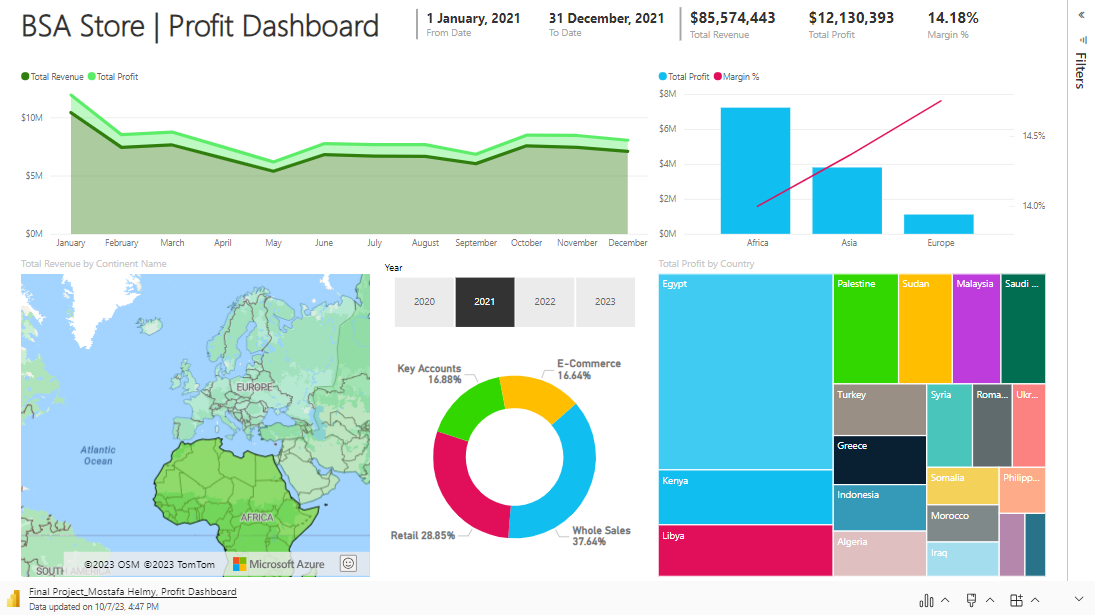 BSA Store | Profit Dashboard
1 January, 2021
From Date
31 December, 2021
To Date
$85,574,443
Total Revenue
$12,130,393
Total Profit
14.18%
Margin %
Filters
Total Revenue Total Profit
$10M
$5M
$0M
January February March April May June July August September October November December
Total Profit Margin %
$8M
$6M
$4M
$2M
$0M
14.5%
14.0%
Africa Asia Europe
Total Revenue by Continent Name
EUROPE
Atlantic
Ocean
AFRICA
SOUTH AMERICA
©2023 OSM ©2023 TomTom
Microsoft Azure
Year
2020 2021 2022 2023
Key Accounts
16.88%
E-Commerce
16.64%
Retail 28.85%
Whole Sales
37.64%
Total Profit by Country
Egypt
Kenya
Libya
Palestine
Sudan
Malaysia
Saudi ...
Turkey
Greece
Indonesia
Algeria
Syria
Roma...
Ukr...
Somalia
Philipp...
Morocco
Iraq
Final Project_Mostafa Helmy, Profit Dashboard
Data updated on 10/7/23, 4:47 PM